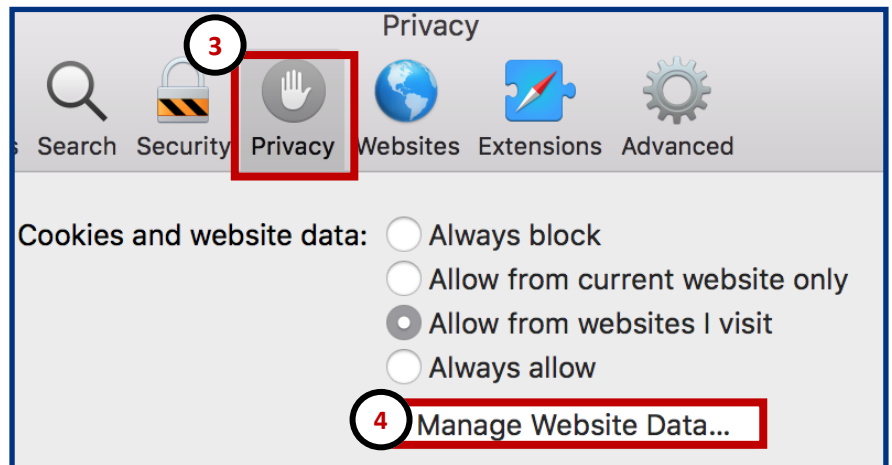 Privacy
3
s Search Security Privacy Websites Extensions Advanced
Cookies and website data: Always block
Allow from current website only
Allow from websites I visit
Always allow
4 Manage Website Data...